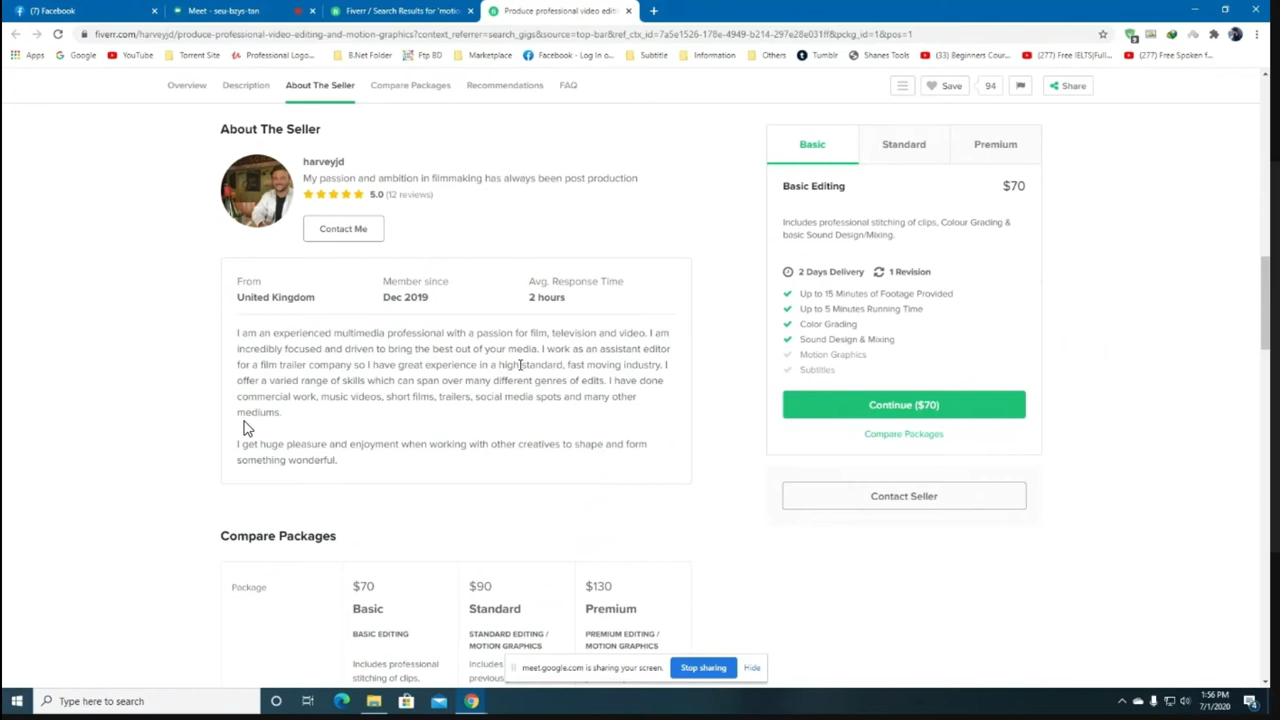 (7) Facebook
Meet - seu-bzys-tan
Fiverr / Search Results for 'motio
Produce professional video editi
fiverr.com/harveyjd/produce-professional-video-editing-and-motion-graphics?context_referrer=search_gigs&source=top-bar&ref_ctx_id=7a5e1526-178e-4949-b214-297e28e031ff&pckg_id=1&pos=1
Apps
Google
YouTube
Torrent Site
Professional Logo...
B.Net Folder
Ftp BD
Marketplace
Facebook - Log In o...
Subtitle
Information
Others
Tumblr
Shanes Tools
(33) Beginners Cour...
(277) Free IELTS|Full...
(277) Free Spoken f...
Overview
Description
About The Seller
Compare Packages
Recommendations
FAQ
Save
94
Share
About The Seller
harveyjd
My passion and ambition in filmmaking has always been post production
5.0 (12 reviews)
Contact Me
From
United Kingdom
Member since
Dec 2019
Avg. Response Time
2 hours
I am an experienced multimedia professional with a passion for film, television and video. I am
incredibly focused and driven to bring the best out of your media. I work as an assistant editor
for a film trailer company so I have great experience in a high standard, fast moving industry. I
offer a varied range of skills which can span over many different genres of edits. I have done
commercial work, music videos, short films, trailers, social media spots and many other
mediums.
I get huge pleasure and enjoyment when working with other creatives to shape and form
something wonderful.
Basic
Standard
Premium
Basic Editing
$70
Includes professional stitching of clips, Colour Grading &
basic Sound Design/Mixing.
2 Days Delivery
1 Revision
Up to 15 Minutes of Footage Provided
Up to 5 Minutes Running Time
Color Grading
Sound Design & Mixing
Motion Graphics
Subtitles
Continue ($70)
Compare Packages
Contact Seller
Compare Packages
Package
$70
Basic
BASIC EDITING
Includes professional
stitching of clips,
$90
Standard
STANDARD EDITING /
MOTION GRAPHICS
Includes
previous
$130
Premium
PREMIUM EDITING /
MOTION GRAPHICS
meet.google.com is sharing your screen.
Stop sharing
Hide
Type here to search
1:56 PM
7/1/2020